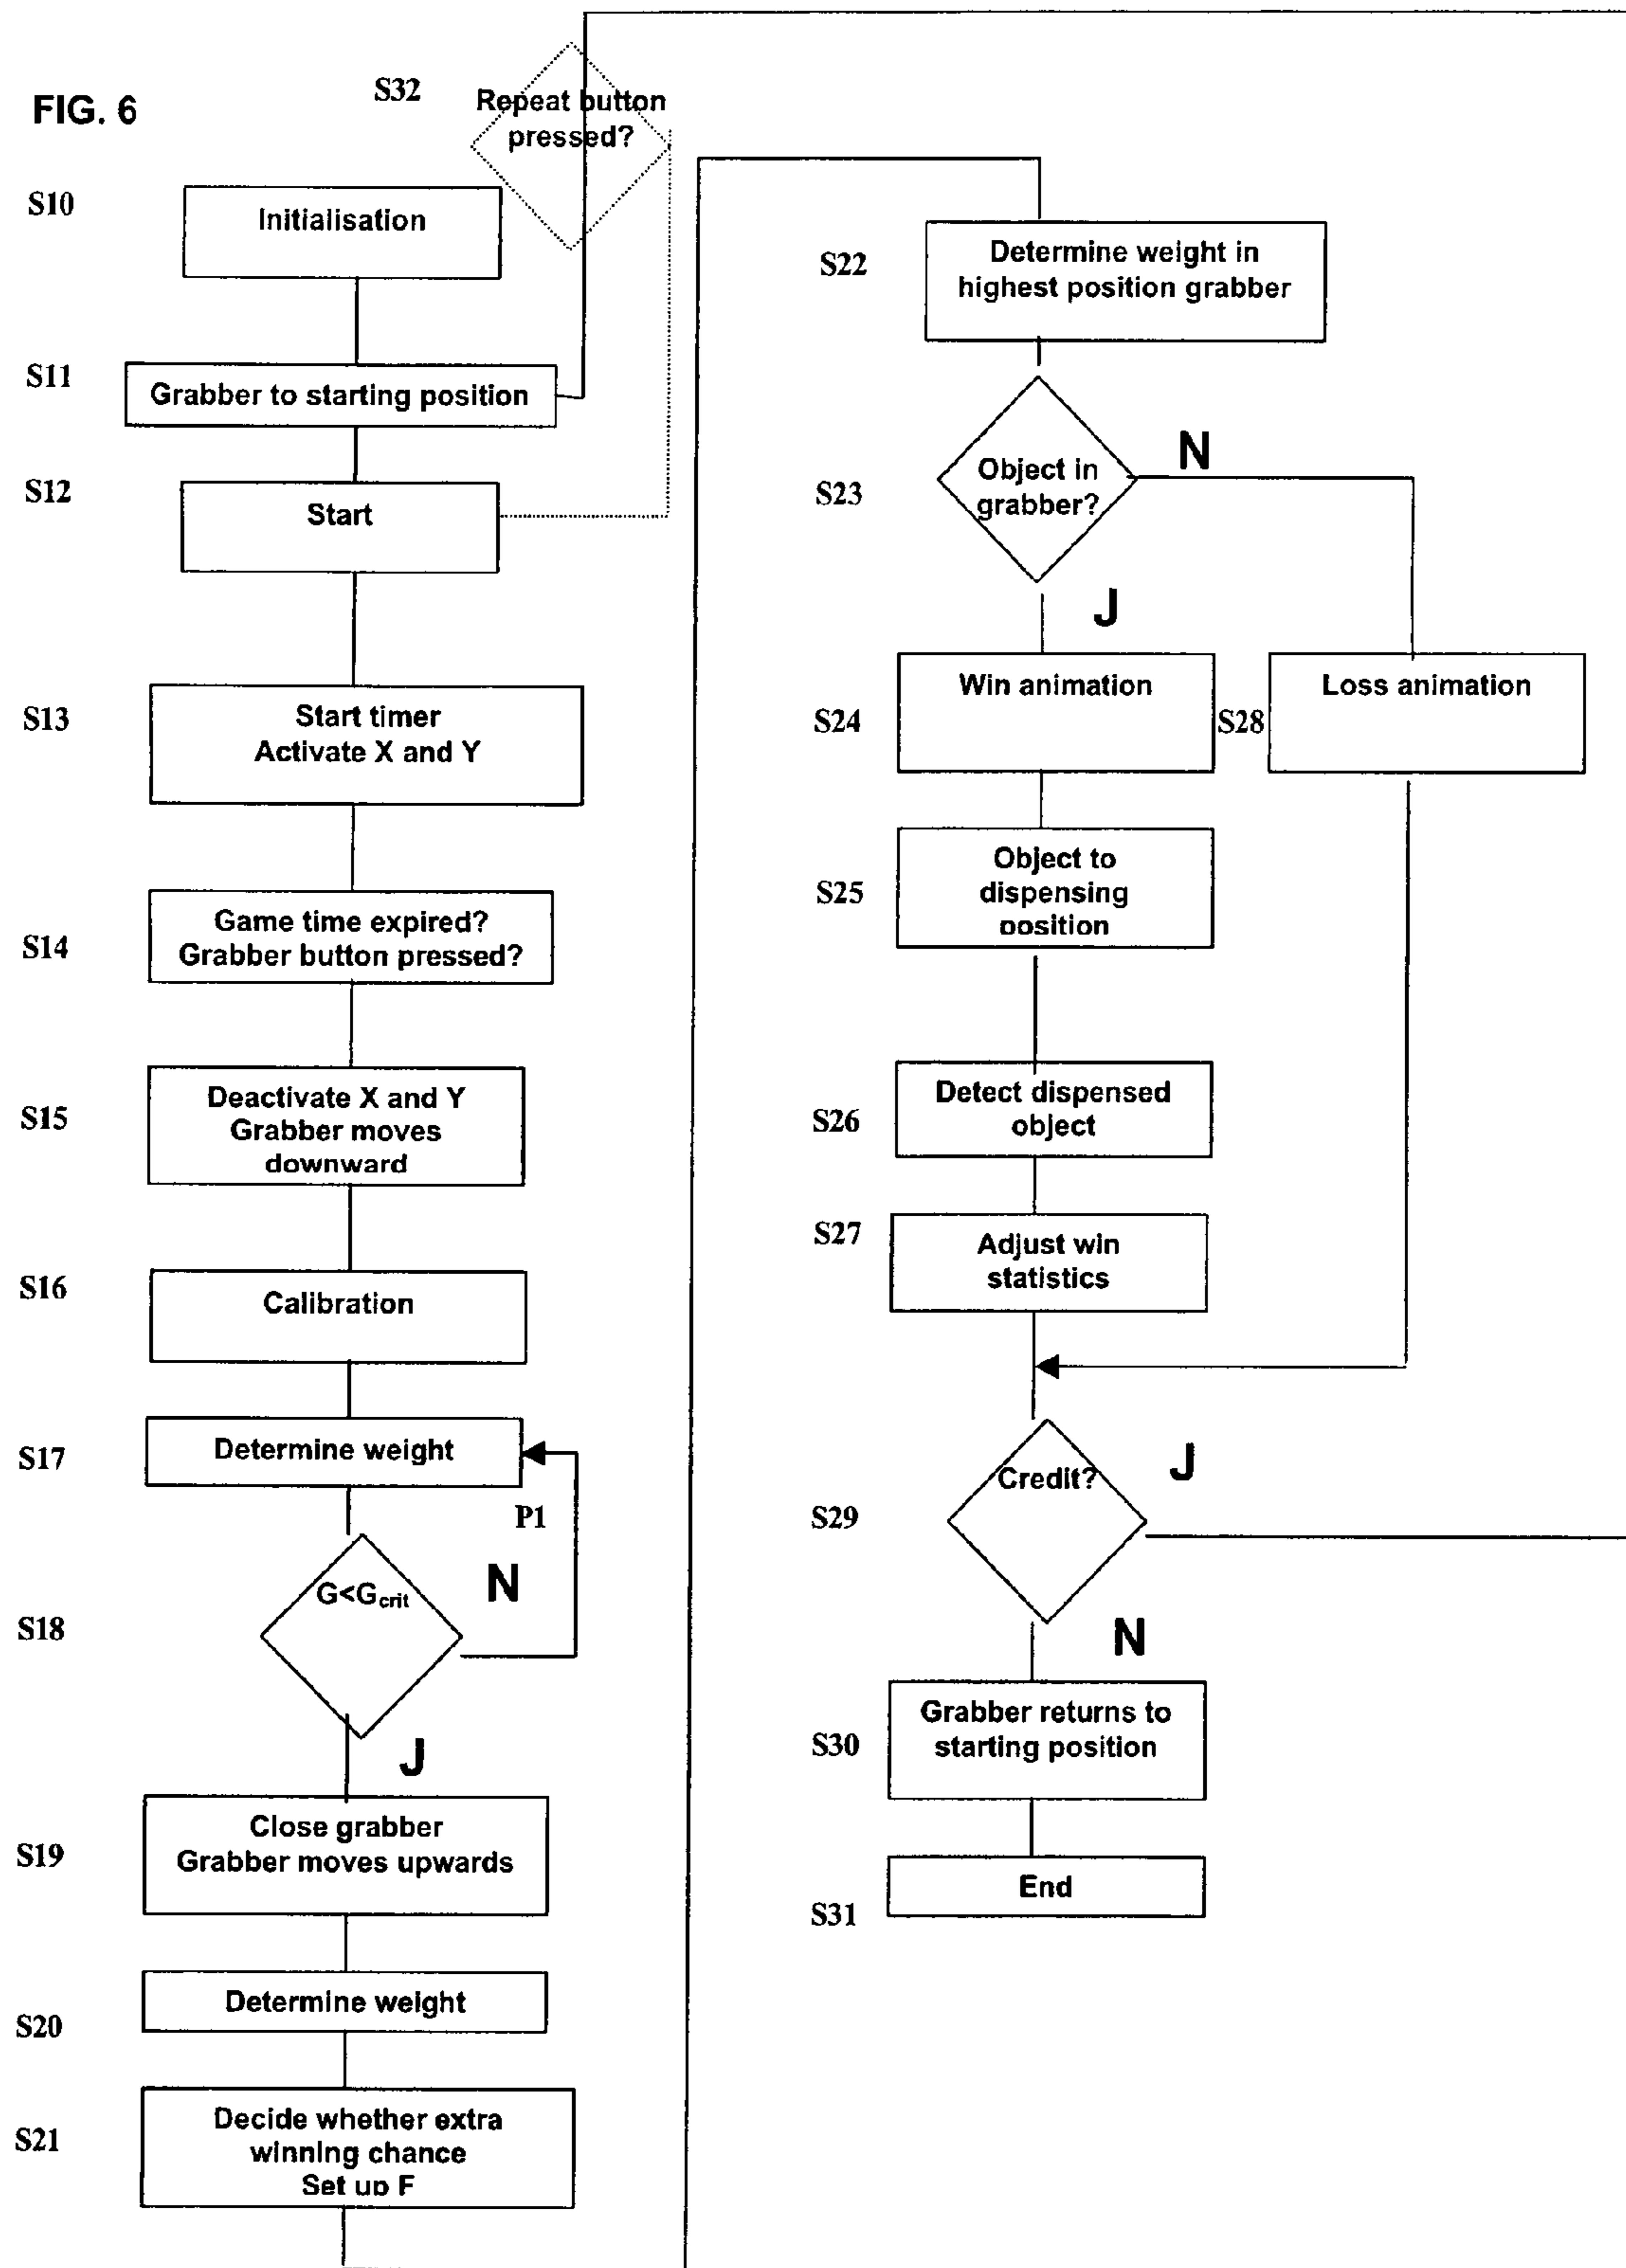 FIG. 6
S32
Repeat button
pressed?
S10
Initialisation
S11
Grabber to starting position
S12
Start
S13
Start timer
Activate X and Y
S14
Game time expired?
Grabber button pressed?
S15
Deactivate X and Y
Grabber moves
downward
S16
Calibration
S17
Determine weight
P1
N
S18
G<Gcrit
J
S19
Close grabber
Grabber moves upwards
S20
Determine weight
S21
Decide whether extra
winning chance
Set up F
S22
Determine weight in
highest position grabber
S23
Object in
grabber?
N
J
S24
Win animation
S28
Loss animation
S25
Object to
dispensing
position
S26
Detect dispensed
object
S27
Adjust win
statistics
S29
Credit?
J
N
S30
Grabber returns to
starting position
S31
End